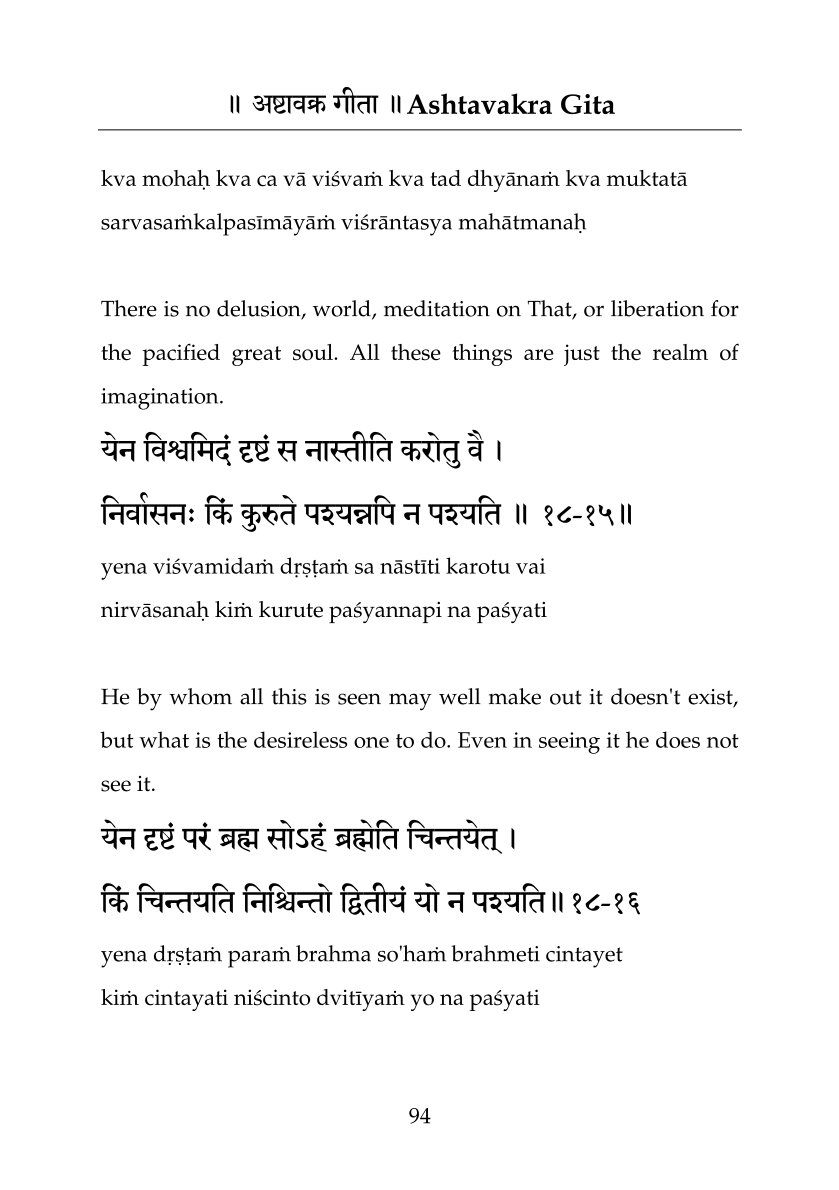 ॥ अष्टावक्र गीता ॥ Ashtavakra Gita
kva mohaḥ kva ca vā viśvaṁ kva tad dhyānaṁ kva muktatā
sarvasaṁkalpasīmāyāṁ viśrāntasya mahātmanaḥ
There is no delusion, world, meditation on That, or liberation for
the pacified great soul. All these things are just the realm of
imagination.
येन विश्वमिदं दृष्टं स नास्तीति करोतु वै ।
निर्वासनः किं कुरुते पश्यन्नपि न पश्यति ॥ १८-१५॥
yena viśvamidaṁ dṛṣṭaṁ sa nāstīti karotu vai
nirvāsanaḥ kiṁ kurute paśyannapi na paśyati
He by whom all this is seen may well make out it doesn't exist,
but what is the desireless one to do. Even in seeing it he does not
see it.
येन दृष्टं परं ब्रह्म सोऽहं ब्रह्मेति चिन्तयेत् ।
किं चिन्तयति निश्चिन्तो द्वितीयं यो न पश्यति॥ १८-१६
yena dṛṣṭaṁ paraṁ brahma so'haṁ brahmeti cintayet
kiṁ cintayati niścinto dvitīyaṁ yo na paśyati
94